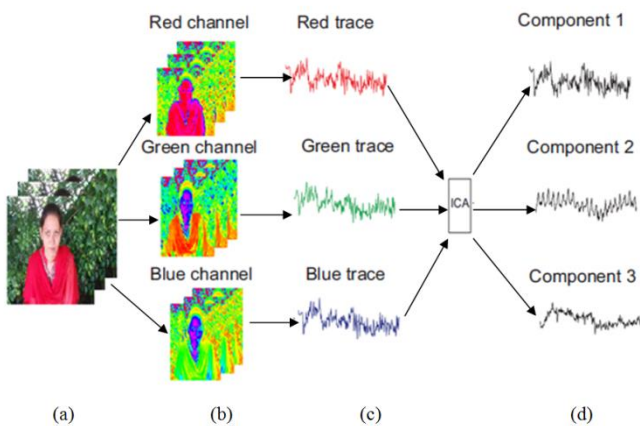 Red channel
Red trace
Component 1
Green channel
Green trace
Component 2
ICA
Blue channel
Blue trace
Component 3
(a)
(b)
(c)
(d)